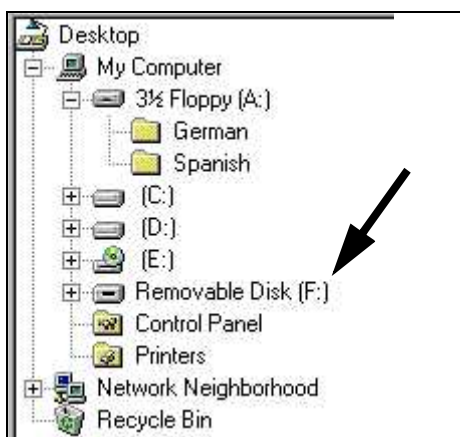 Desktop
My Computer
3½ Floppy (A:)
German
Spanish
(C:)
(D:)
(E:)
Removable Disk (F:)
Control Panel
Printers
Network Neighborhood
Recycle Bin